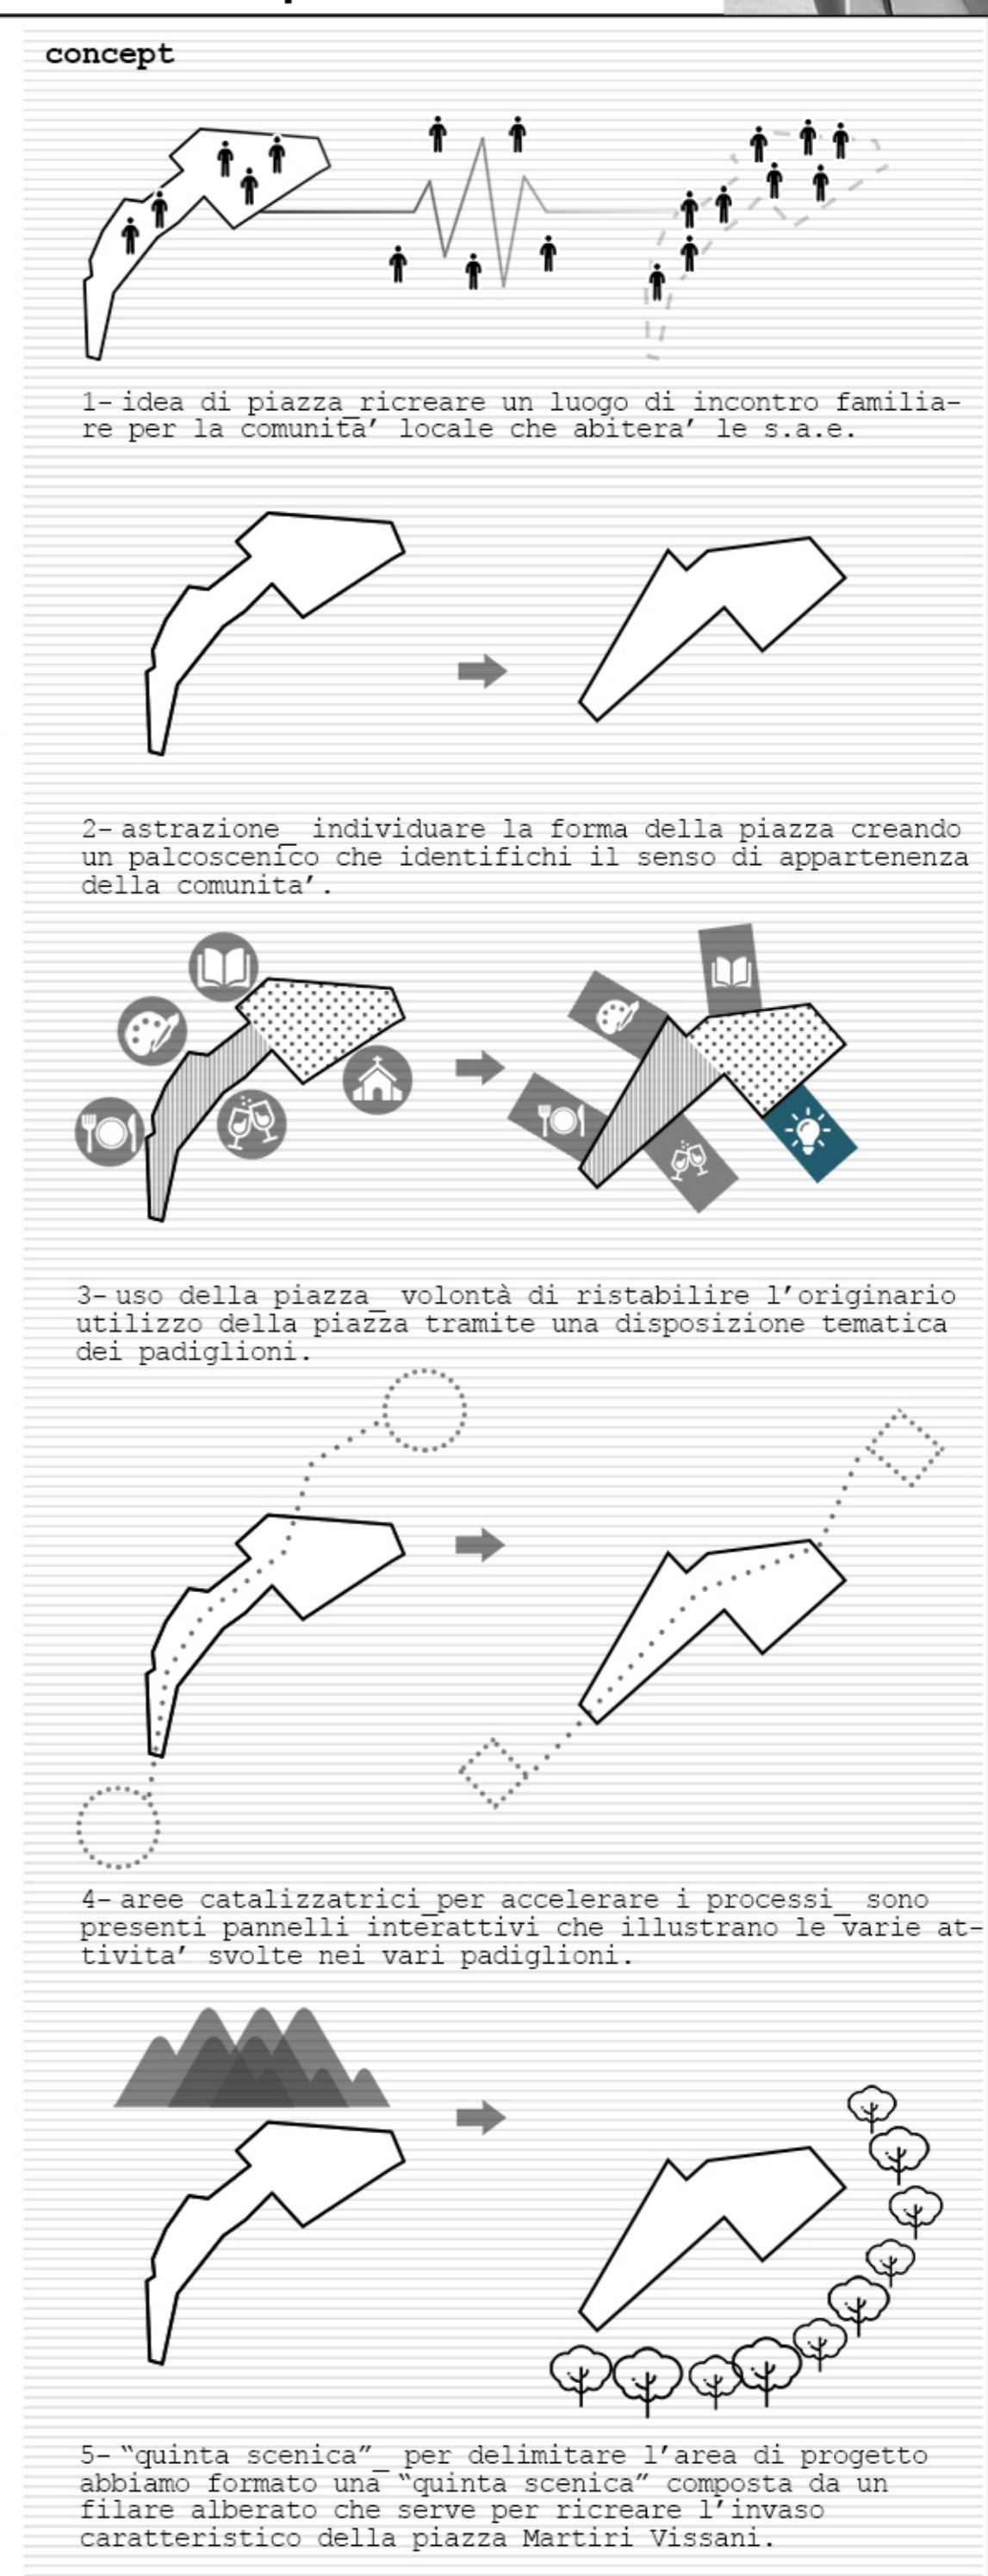 concept
1- idea di piazza_ricreare un luogo di incontro familia-
re per la comunita' locale che abitera' le s.a.e.
2- astrazione_ individuare la forma della piazza creando
un palcoscenico che identifichi il senso di appartenenza
della comunita'.
3- uso della piazza_ volontà di ristabilire l'originario
utilizzo della piazza tramite una disposizione tematica
dei padiglioni.
4- aree catalizzatrici_per accelerare i processi_ sono
presenti pannelli interattivi che illustrano le varie at-
tivita' svolte nei vari padiglioni.
5- "quinta scenica"_ per delimitare l'area di progetto
abbiamo formato una "quinta scenica" composta da un
filare alberato che serve per ricreare l'invaso
caratteristico della piazza Martiri Vissani.